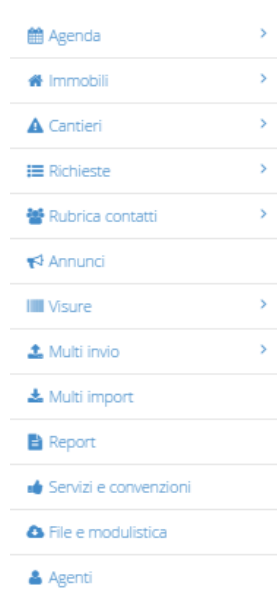 Agenda
Immobili
Cantieri
Richieste
Rubrica contatti
Annunci
Visure
Multi invio
Multi import
Report
Servizi e convenzioni
File e modulistica
Agenti